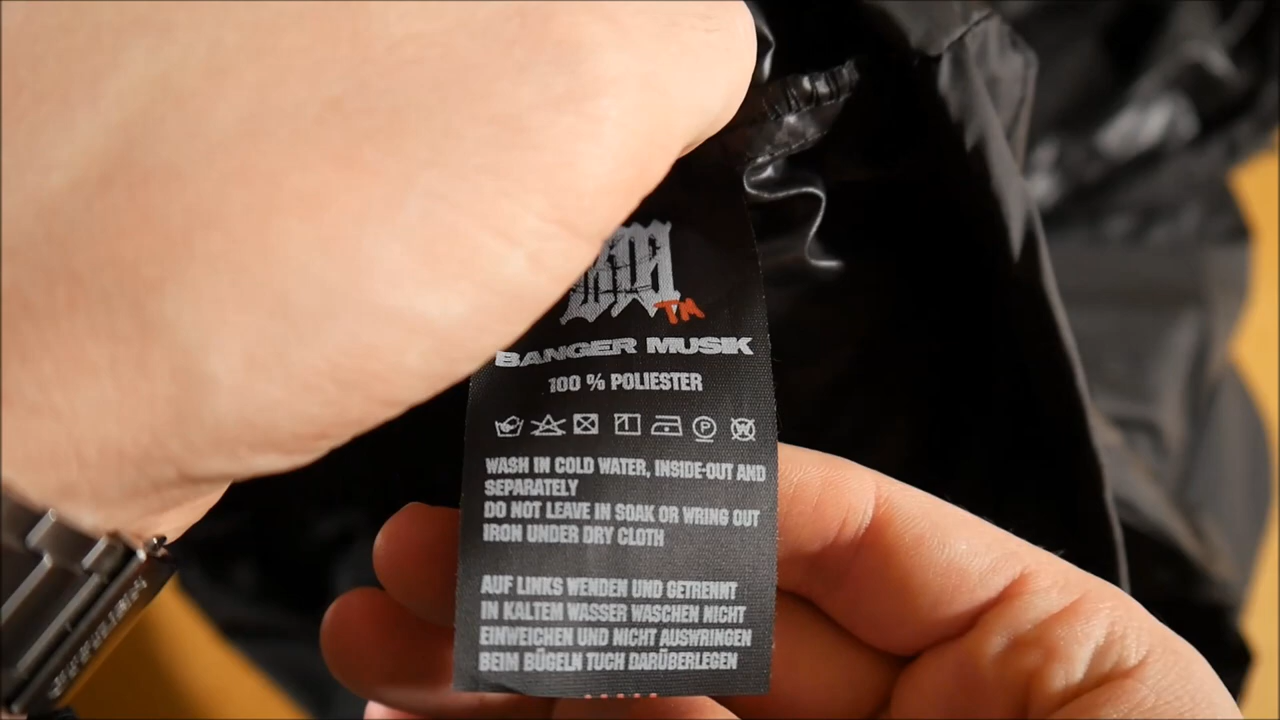 TM
BANGER MUSIK
100 % POLIESTER
P W
WASH IN COLD WATER, INSIDE-OUT AND
SEPARATELY
DO NOT LEAVE IN SOAK OR WRING OUT
IRON UNDER DRY CLOTH
AUF LINKS WENDEN UND GETRENNT
IN KALTEM WASSER WASCHEN NICHT
EINWEICHEN UND NICHT AUSWRINGEN
BEIM BÜGELN TUCH DARÜBERLEGEN